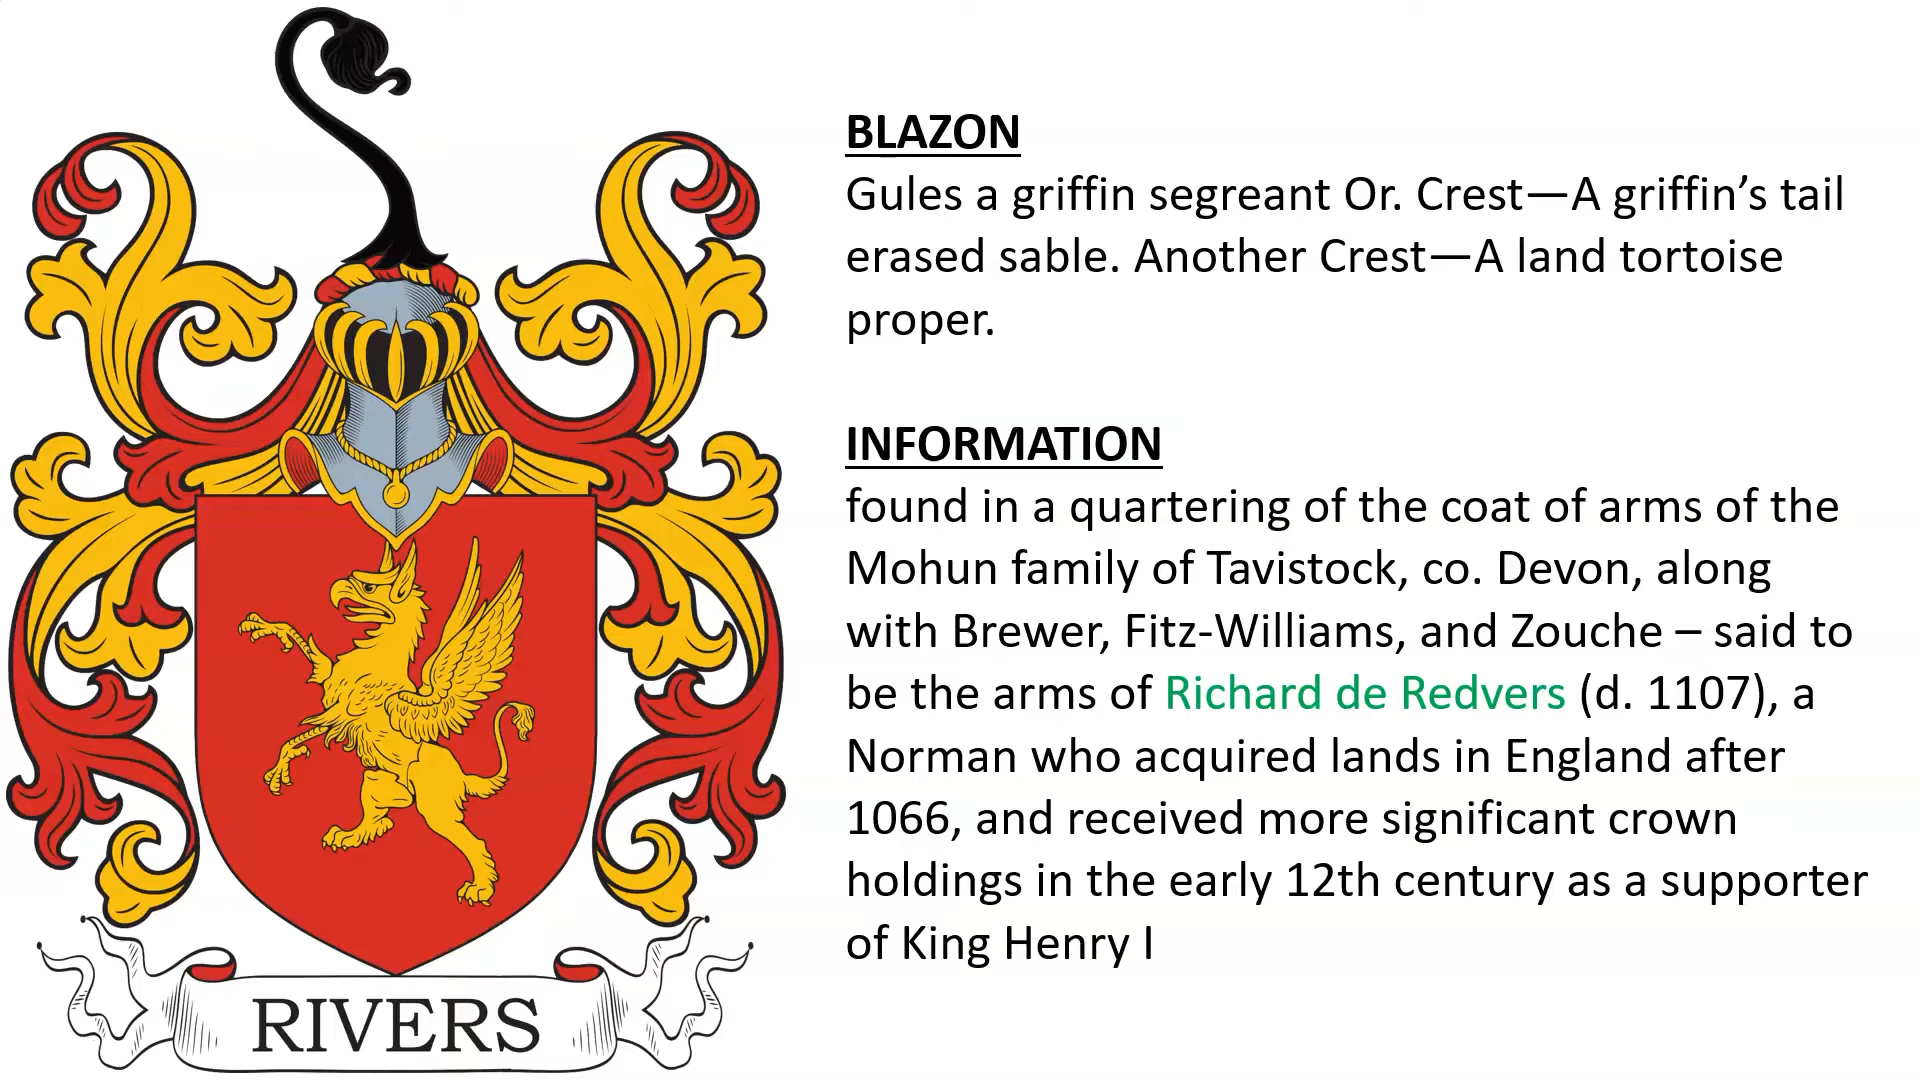 BLAZON
Gules a griffin segreant Or. Crest—A griffin’s tail
erased sable. Another Crest—A land tortoise
proper.
INFORMATION
found in a quartering of the coat of arms of the
Mohun family of Tavistock, co. Devon, along
with Brewer, Fitz-Williams, and Zouche – said to
be the arms of Richard de Redvers (d. 1107), a
Norman who acquired lands in England after
1066, and received more significant crown
holdings in the early 12th century as a supporter
of King Henry I
RIVERS